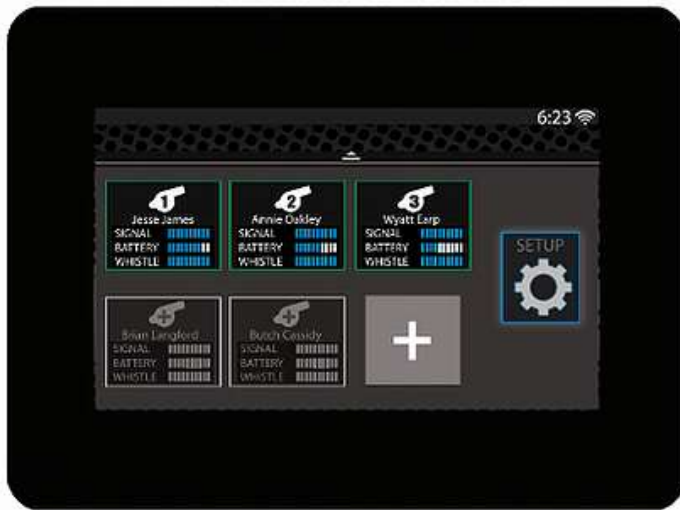 6:23
1
Jesse James
SIGNAL
BATTERY
WHISTLE
2
Annie Oakley
SIGNAL
BATTERY
WHISTLE
3
Wyatt Earp
SIGNAL
BATTERY
WHISTLE
SETUP
Brian Langford
SIGNAL
BATTERY
WHISTLE
Butch Cassidy
SIGNAL
BATTERY
WHISTLE